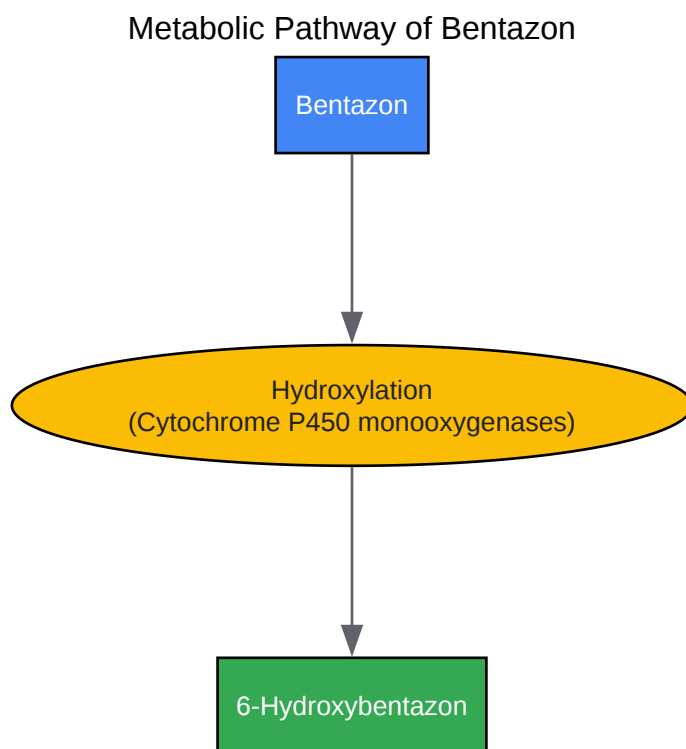 Metabolic Pathway of Bentazon
Bentazon
Hydroxylation
(Cytochrome P450 monooxygenases)
6-Hydroxybentazon